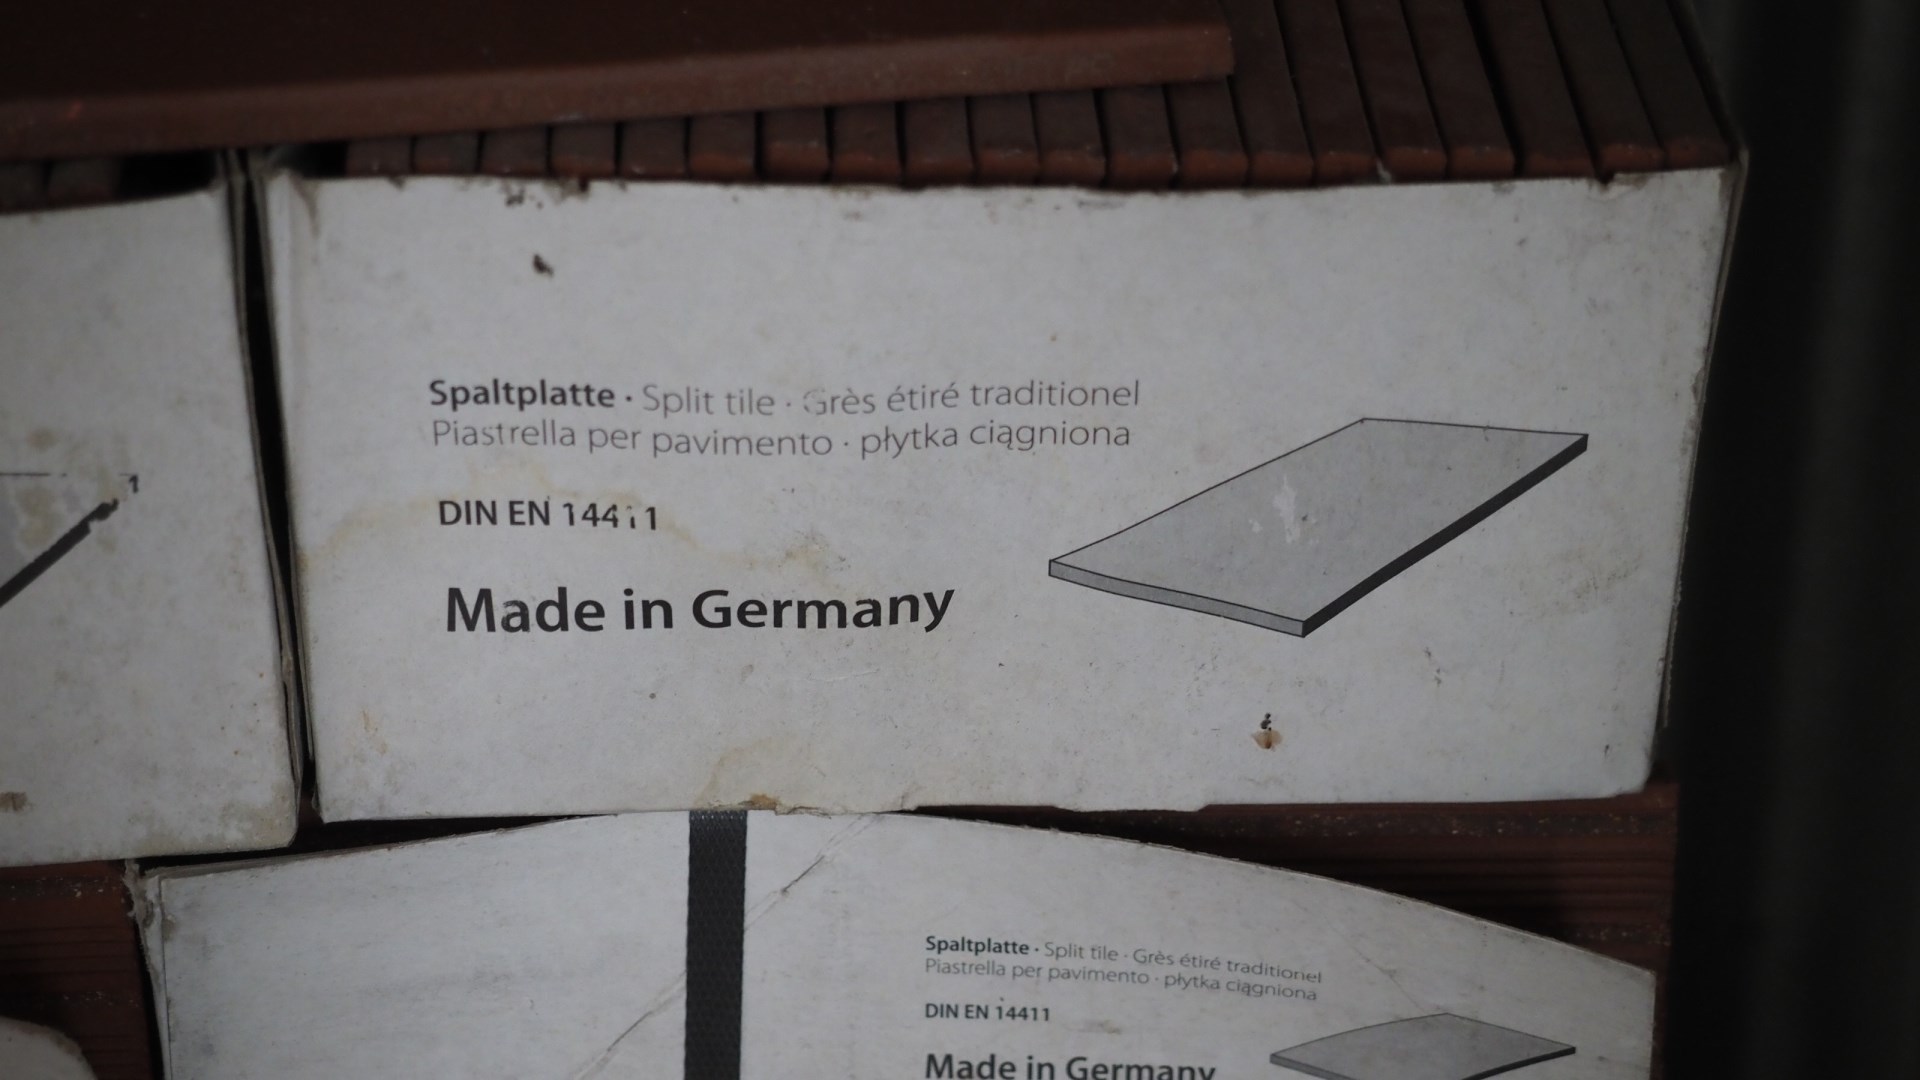 Spaltplatte · Split tile · Grès étiré traditionel
Piastrella per pavimento · płytka ciągniona
DIN EN 14411
Made in Germany
1
Spaltplatte · Split tile · Grès étiré traditionel
Piastrella per pavimento · płytka ciągniona
DIN EN 14411
Made in Germany